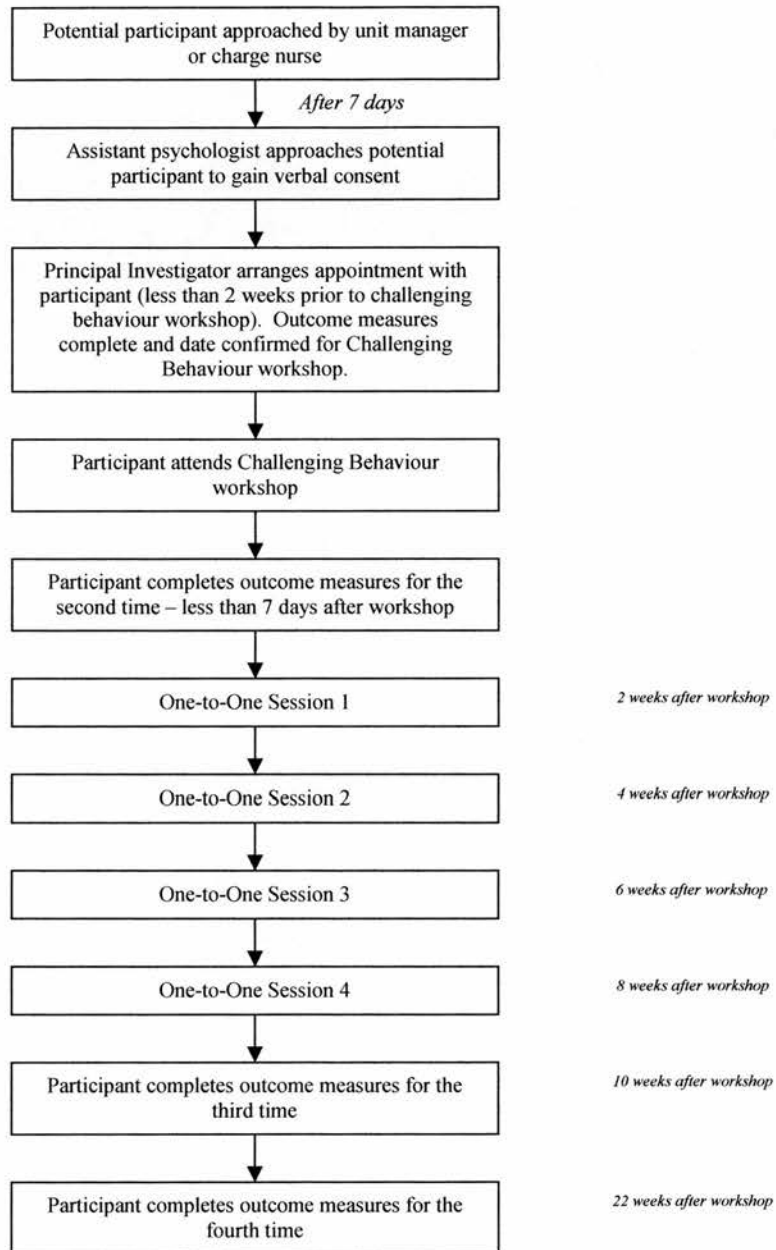 Potential participant approached by unit manager
or charge nurse
After 7 days
Assistant psychologist approaches potential
participant to gain verbal consent
Principal Investigator arranges appointment with
participant (less than 2 weeks prior to challenging
behaviour workshop).  Outcome measures
complete and date confirmed for Challenging
Behaviour workshop.
Participant attends Challenging Behaviour
workshop
Participant completes outcome measures for the
second time – less than 7 days after workshop
One-to-One Session 1
2 weeks after workshop
One-to-One Session 2
4 weeks after workshop
One-to-One Session 3
6 weeks after workshop
One-to-One Session 4
8 weeks after workshop
Participant completes outcome measures for the
third time
10 weeks after workshop
Participant completes outcome measures for the
fourth time
22 weeks after workshop